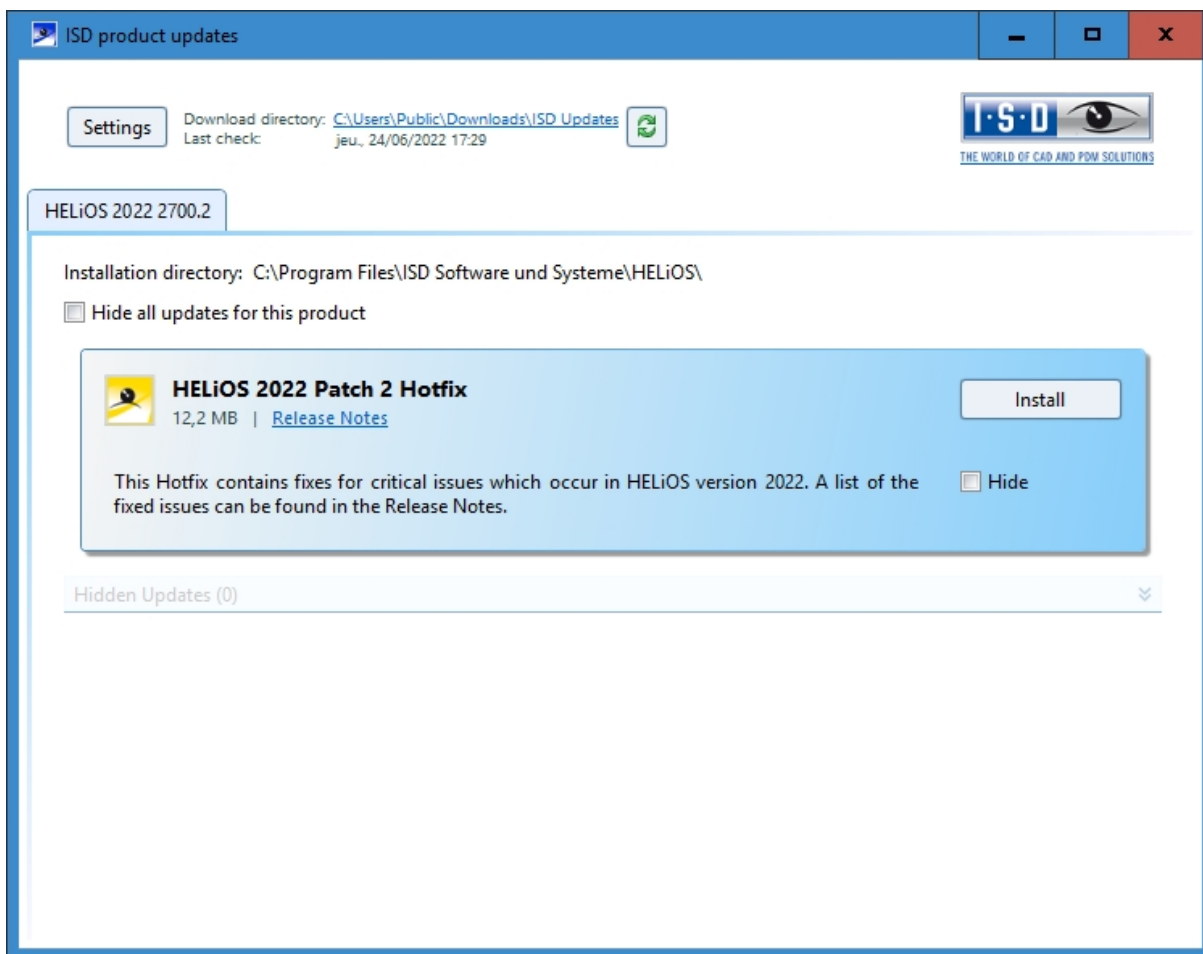 ISD product updates
Settings
Download directory: C:\Users\Public\Downloads\ISD Updates
Last check: jeu., 24/06/2022 17:29
I·S·D
THE WORLD OF CAD AND PDM SOLUTIONS
HELiOS 2022 2700.2
Installation directory: C:\Program Files\ISD Software und Systeme\HELiOS\
Hide all updates for this product
HELiOS 2022 Patch 2 Hotfix
12,2 MB | Release Notes
Install
This Hotfix contains fixes for critical issues which occur in HELiOS version 2022. A list of the
fixed issues can be found in the Release Notes.
Hide
Hidden Updates (0)